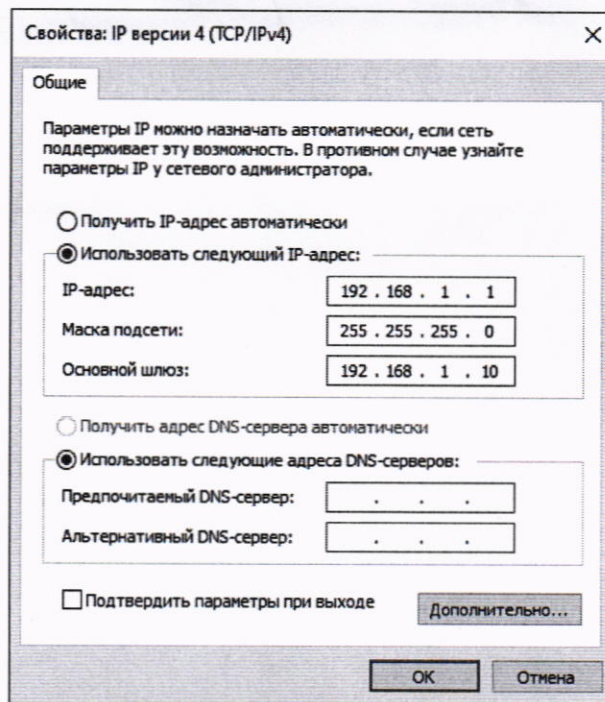 Свойства: IP версии 4 (TCP/IPv4)
Общие
Параметры IP можно назначать автоматически, если сеть
поддерживает эту возможность. В противном случае узнайте
параметры IP у сетевого администратора.
Получить IP-адрес автоматически
Использовать следующий IP-адрес:
IP-адрес: 192 . 168 . 1 . 1
Маска подсети: 255 . 255 . 255 . 0
Основной шлюз: 192 . 168 . 1 . 10
Получить адрес DNS-сервера автоматически
Использовать следующие адреса DNS-серверов:
Предпочитаемый DNS-сервер: . . .
Альтернативный DNS-сервер: . . .
Подтвердить параметры при выходе
Дополнительно...
ОК Отмена